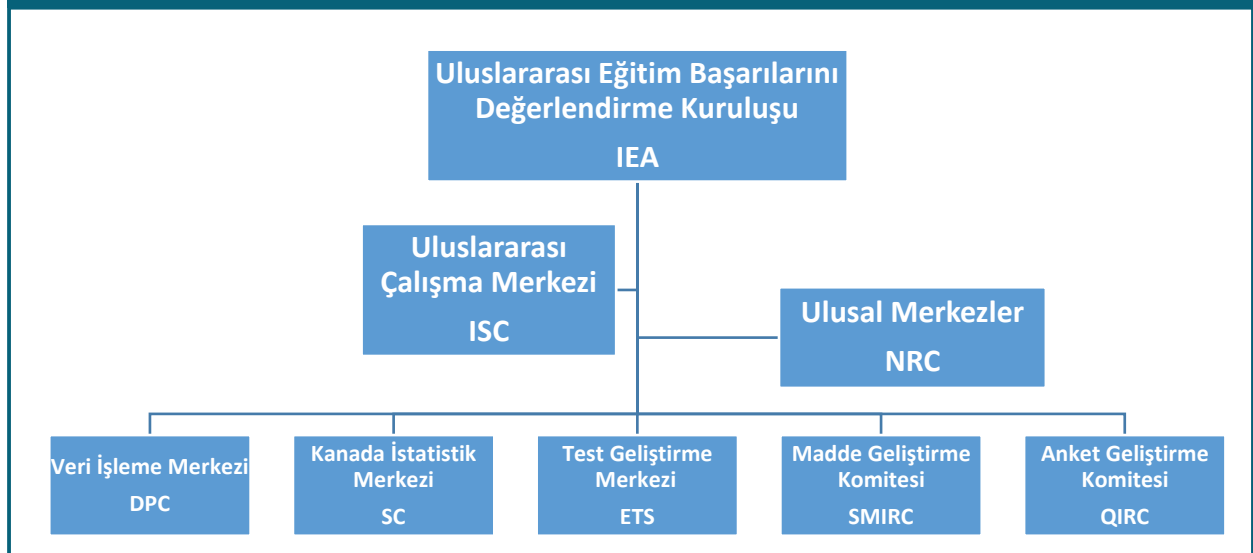 Uluslararası Eğitim Başarılarını
Değerlendirme Kuruluşu
IEA
Uluslararası
Çalışma Merkezi
ISC
Ulusal Merkezler
NRC
Veri İşleme Merkezi
DPC
Kanada İstatistik
Merkezi
SC
Test Geliştirme
Merkezi
ETS
Madde Geliştirme
Komitesi
SMIRC
Anket Geliştirme
Komitesi
QIRC